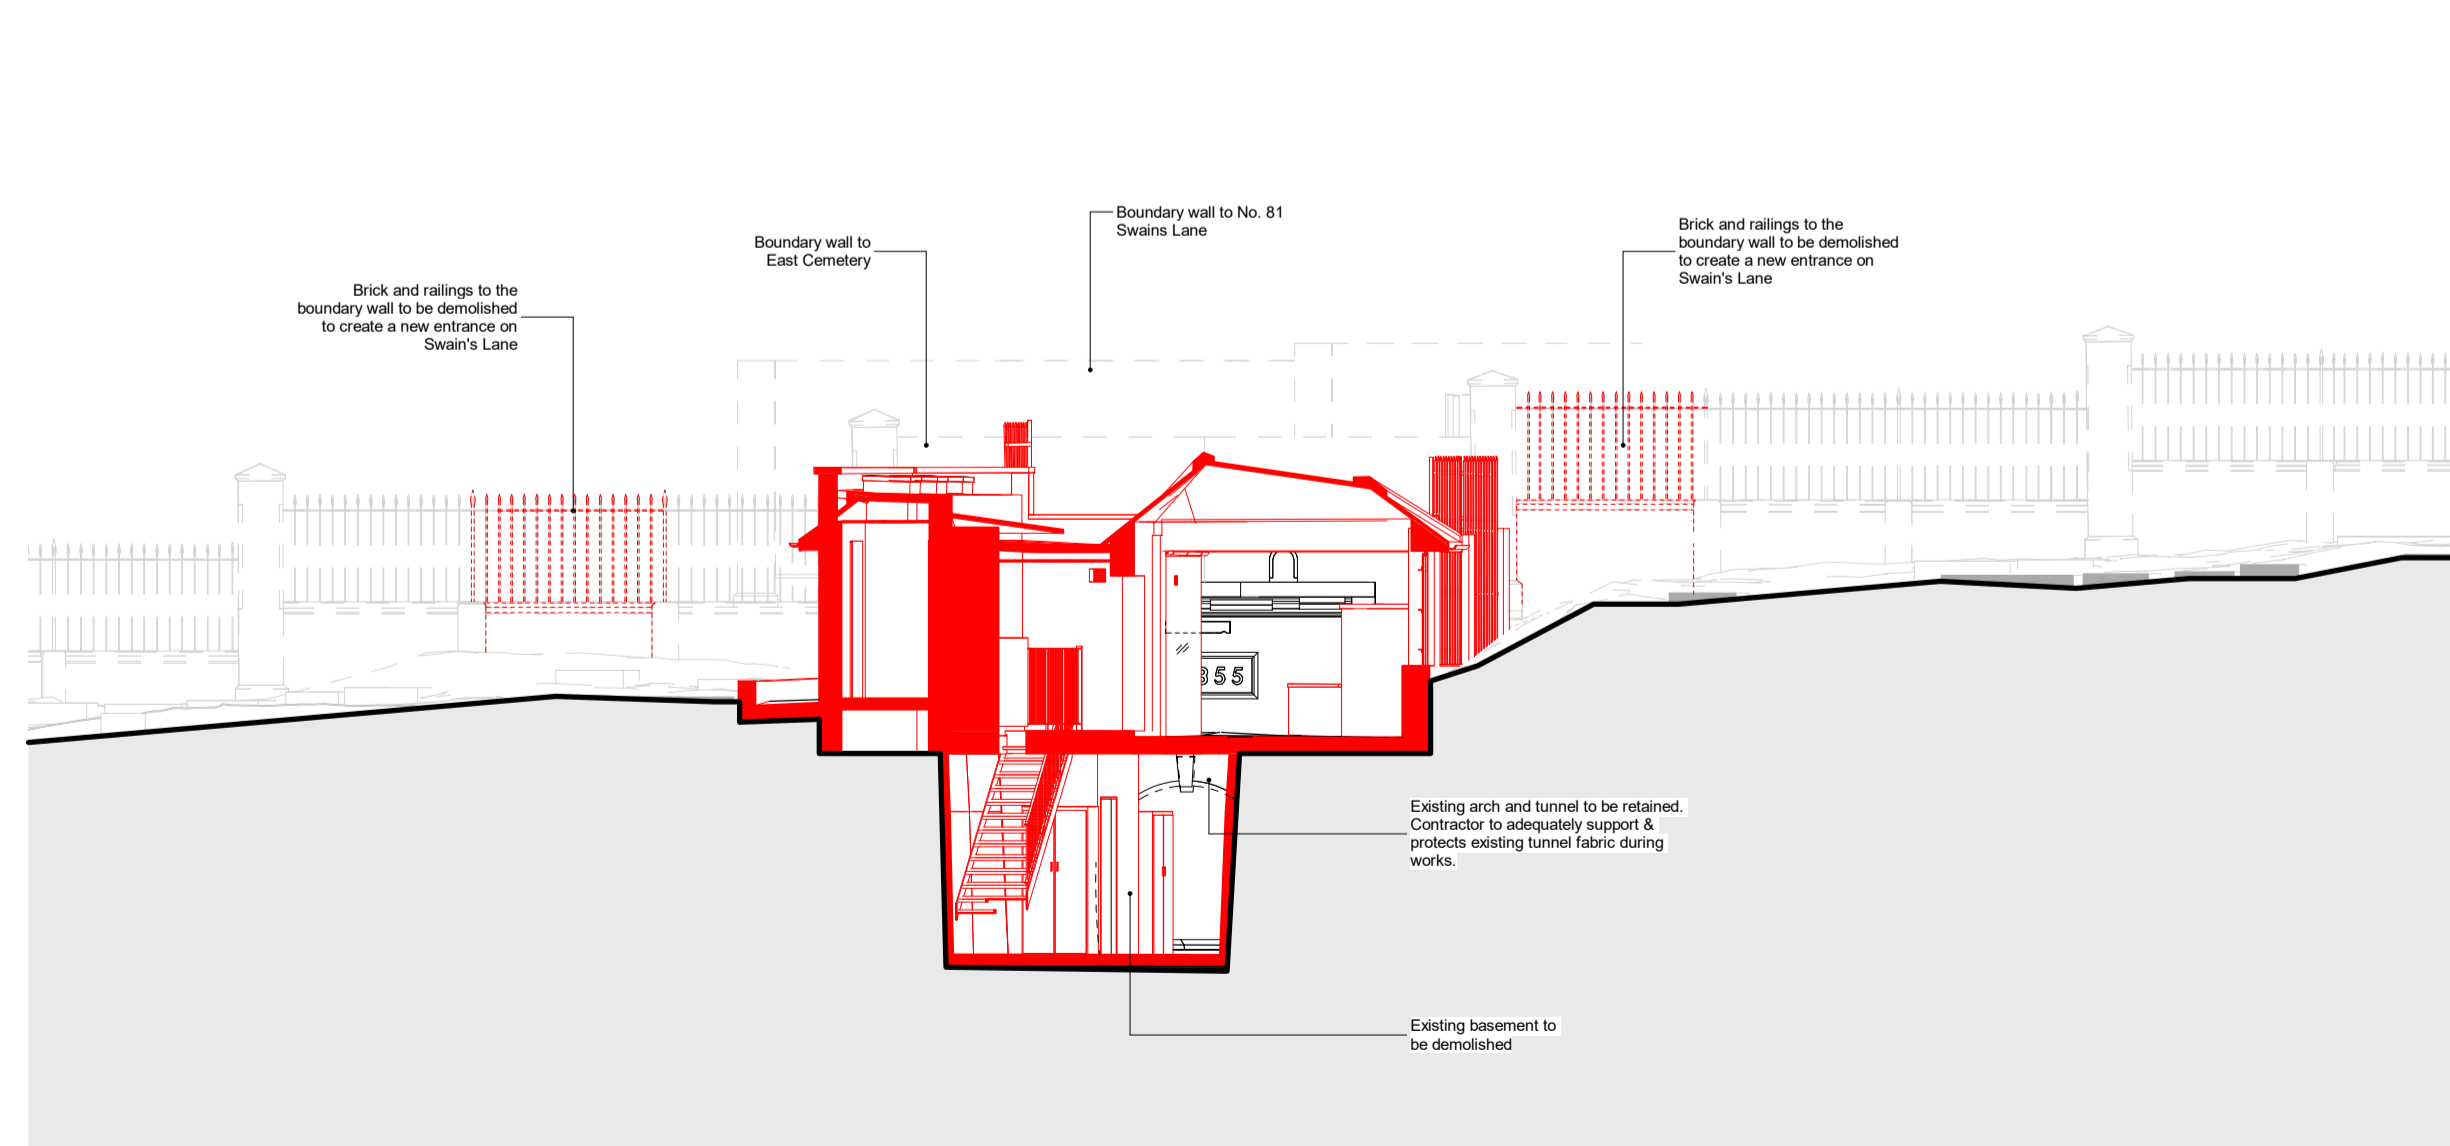 Boundary wall to No. 81
Swains Lane
Brick and railings to the
boundary wall to be demolished
to create a new entrance on
Swain's Lane
Boundary wall to
East Cemetery
Brick and railings to the
boundary wall to be demolished
to create a new entrance on
Swain's Lane
855
Existing arch and tunnel to be retained.
Contractor to adequately support &
protects existing tunnel fabric during
works.
Existing basement to
be demolished